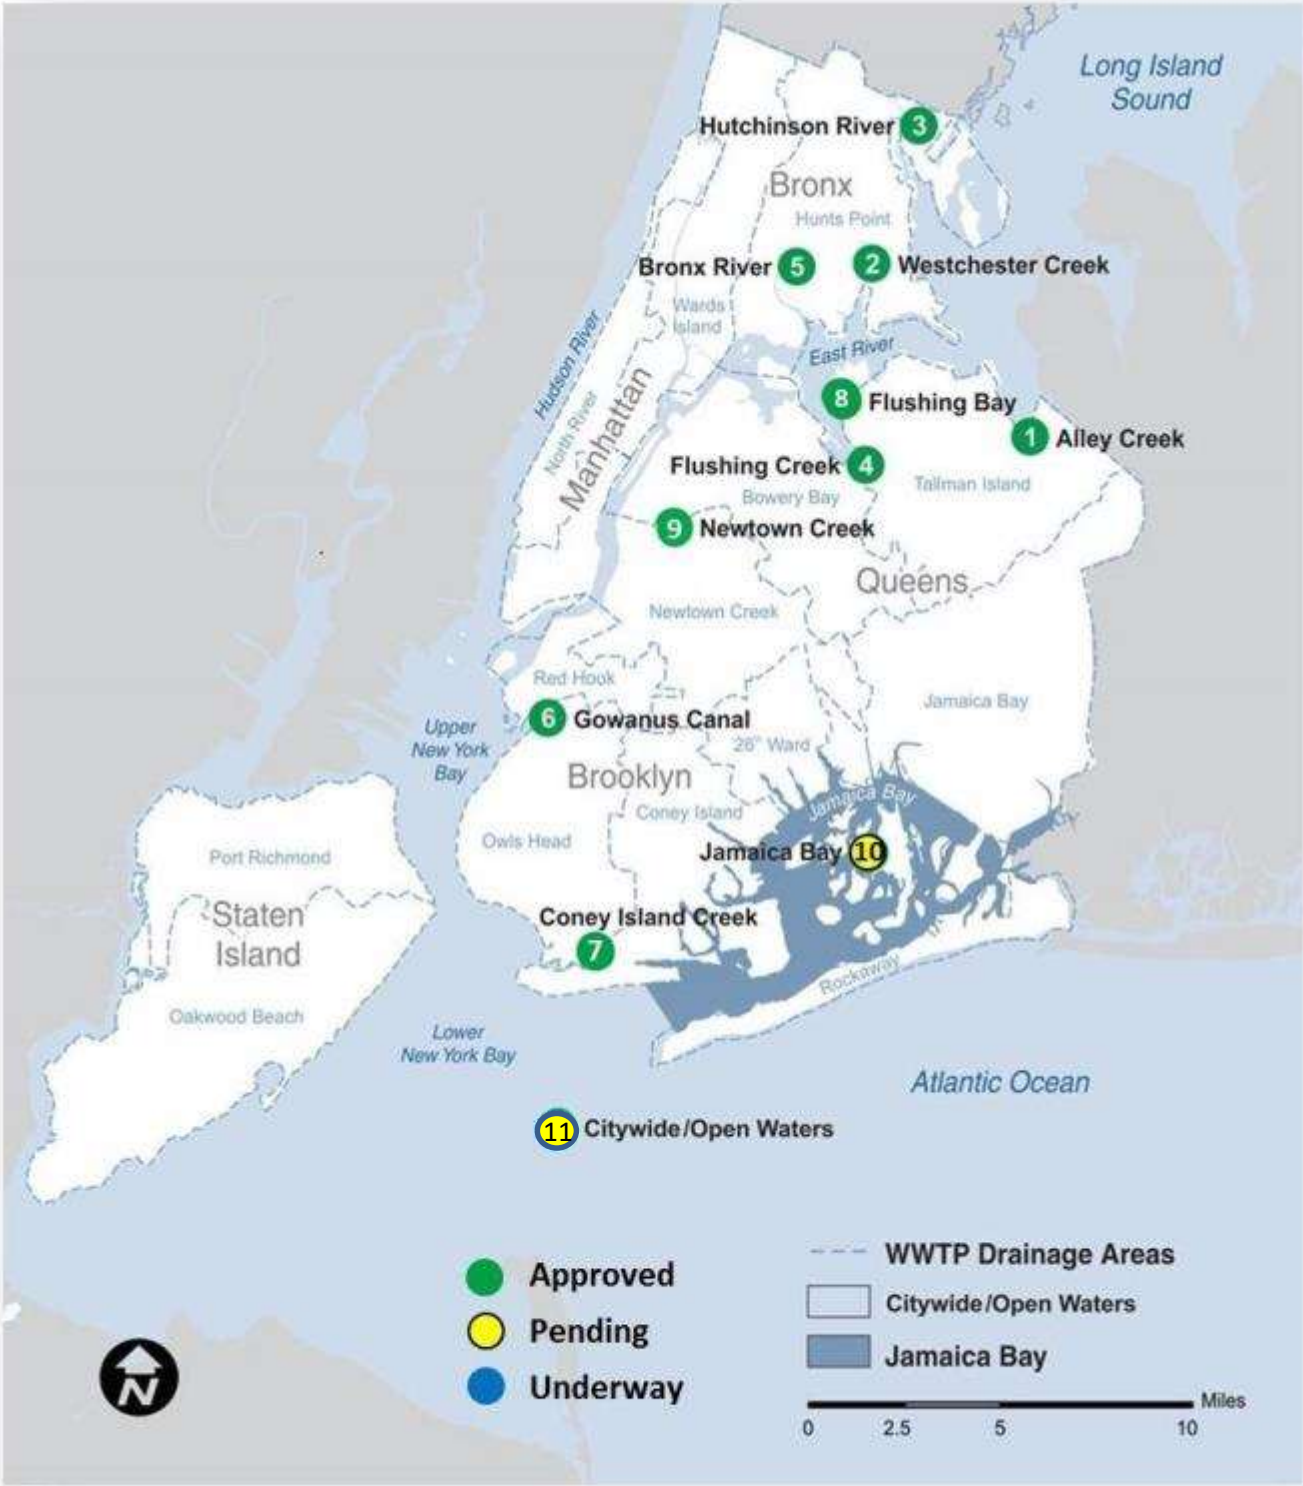 Long Island
Sound
Hutchinson River 3
Bronx
Hunts Point
Bronx River 5
2 Westchester Creek
Wards
Island
Hudson River
East River
North River
Manhattan
8 Flushing Bay
1 Alley Creek
Flushing Creek 4
Tallman Island
Bowery Bay
9 Newtown Creek
Queens
Newtown Creek
Red Hook
Jamaica Bay
6 Gowanus Canal
Upper
New York
Bay
26th Ward
Brooklyn
Jamaica Bay
Coney Island
Owls Head
Jamaica Bay 10
Port Richmond
Staten
Island
Coney Island Creek
7
Rockaway
Oakwood Beach
Lower
New York Bay
Atlantic Ocean
11 Citywide/Open Waters
Approved
Pending
Underway
WWTP Drainage Areas
Citywide/Open Waters
Jamaica Bay
Miles
0 2.5 5 10
N